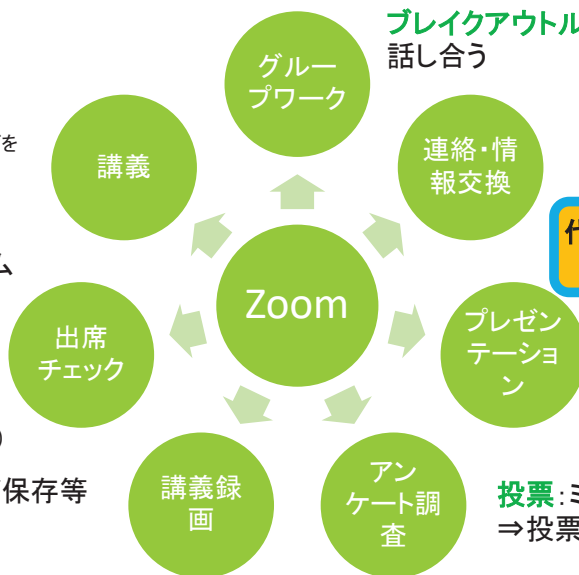 ブレイクアウトル
話し合う
グルー
プワーク
を
講義
連絡・情
報交換
ム
Zoom
出席
チェック
プレゼン
テーショ
ン
)
保存等
講義録
画
アン
ケート調
査
投票:ミ
⇒投票